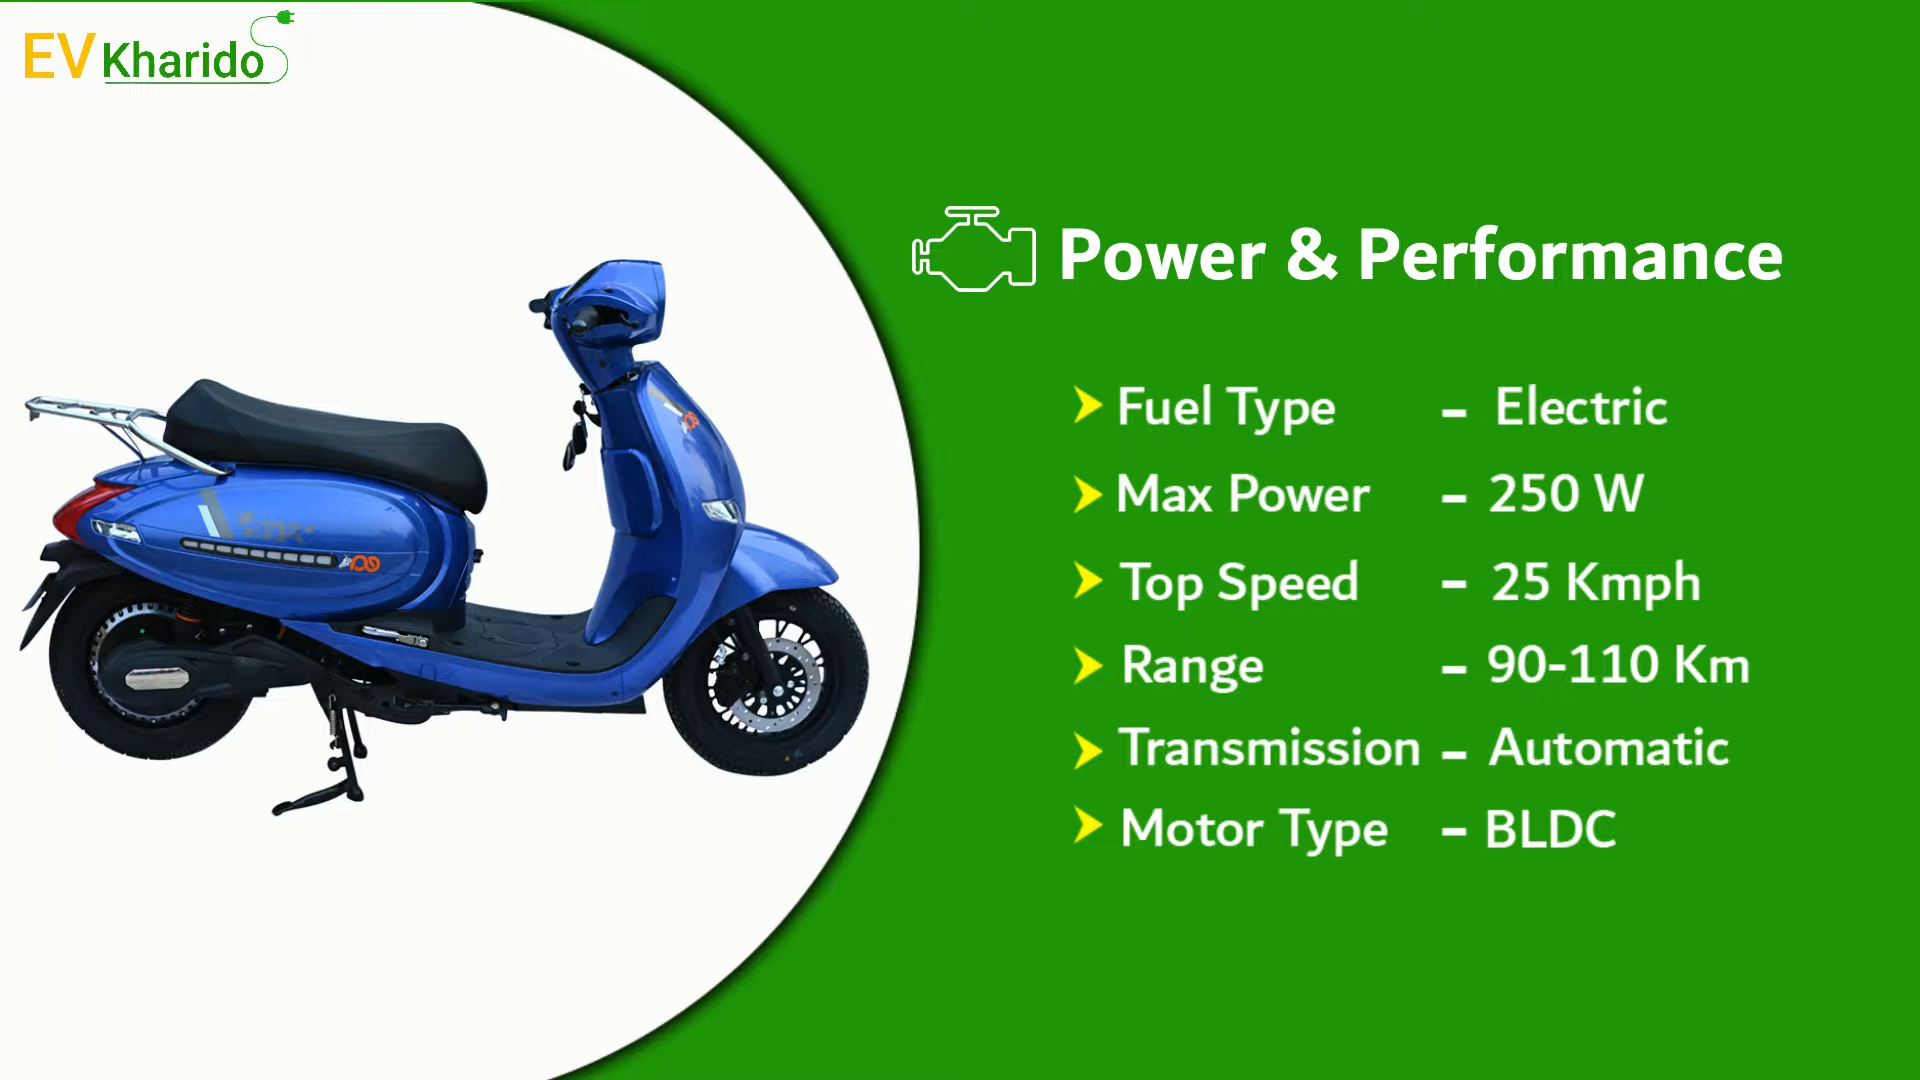 EV Kharido
Power & Performance
Fuel Type - Electric
Max Power - 250 W
Top Speed - 25 Kmph
Range - 90-110 Km
Transmission - Automatic
Motor Type - BLDC